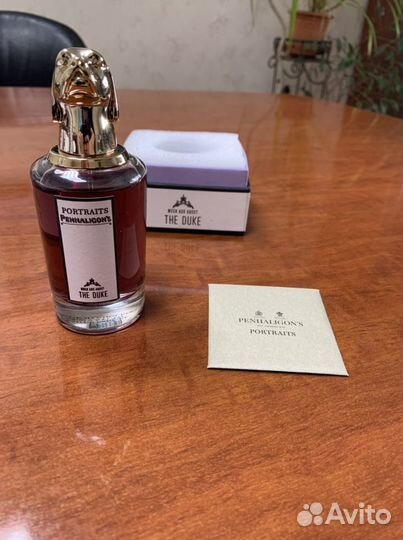 PORTRAITS
PENHALIGON'S
MUCH ADO ABOUT
THE DUKE
MUCH ADO ABOUT
THE DUKE
PENHALIGON'S
PORTRAITS
Avito